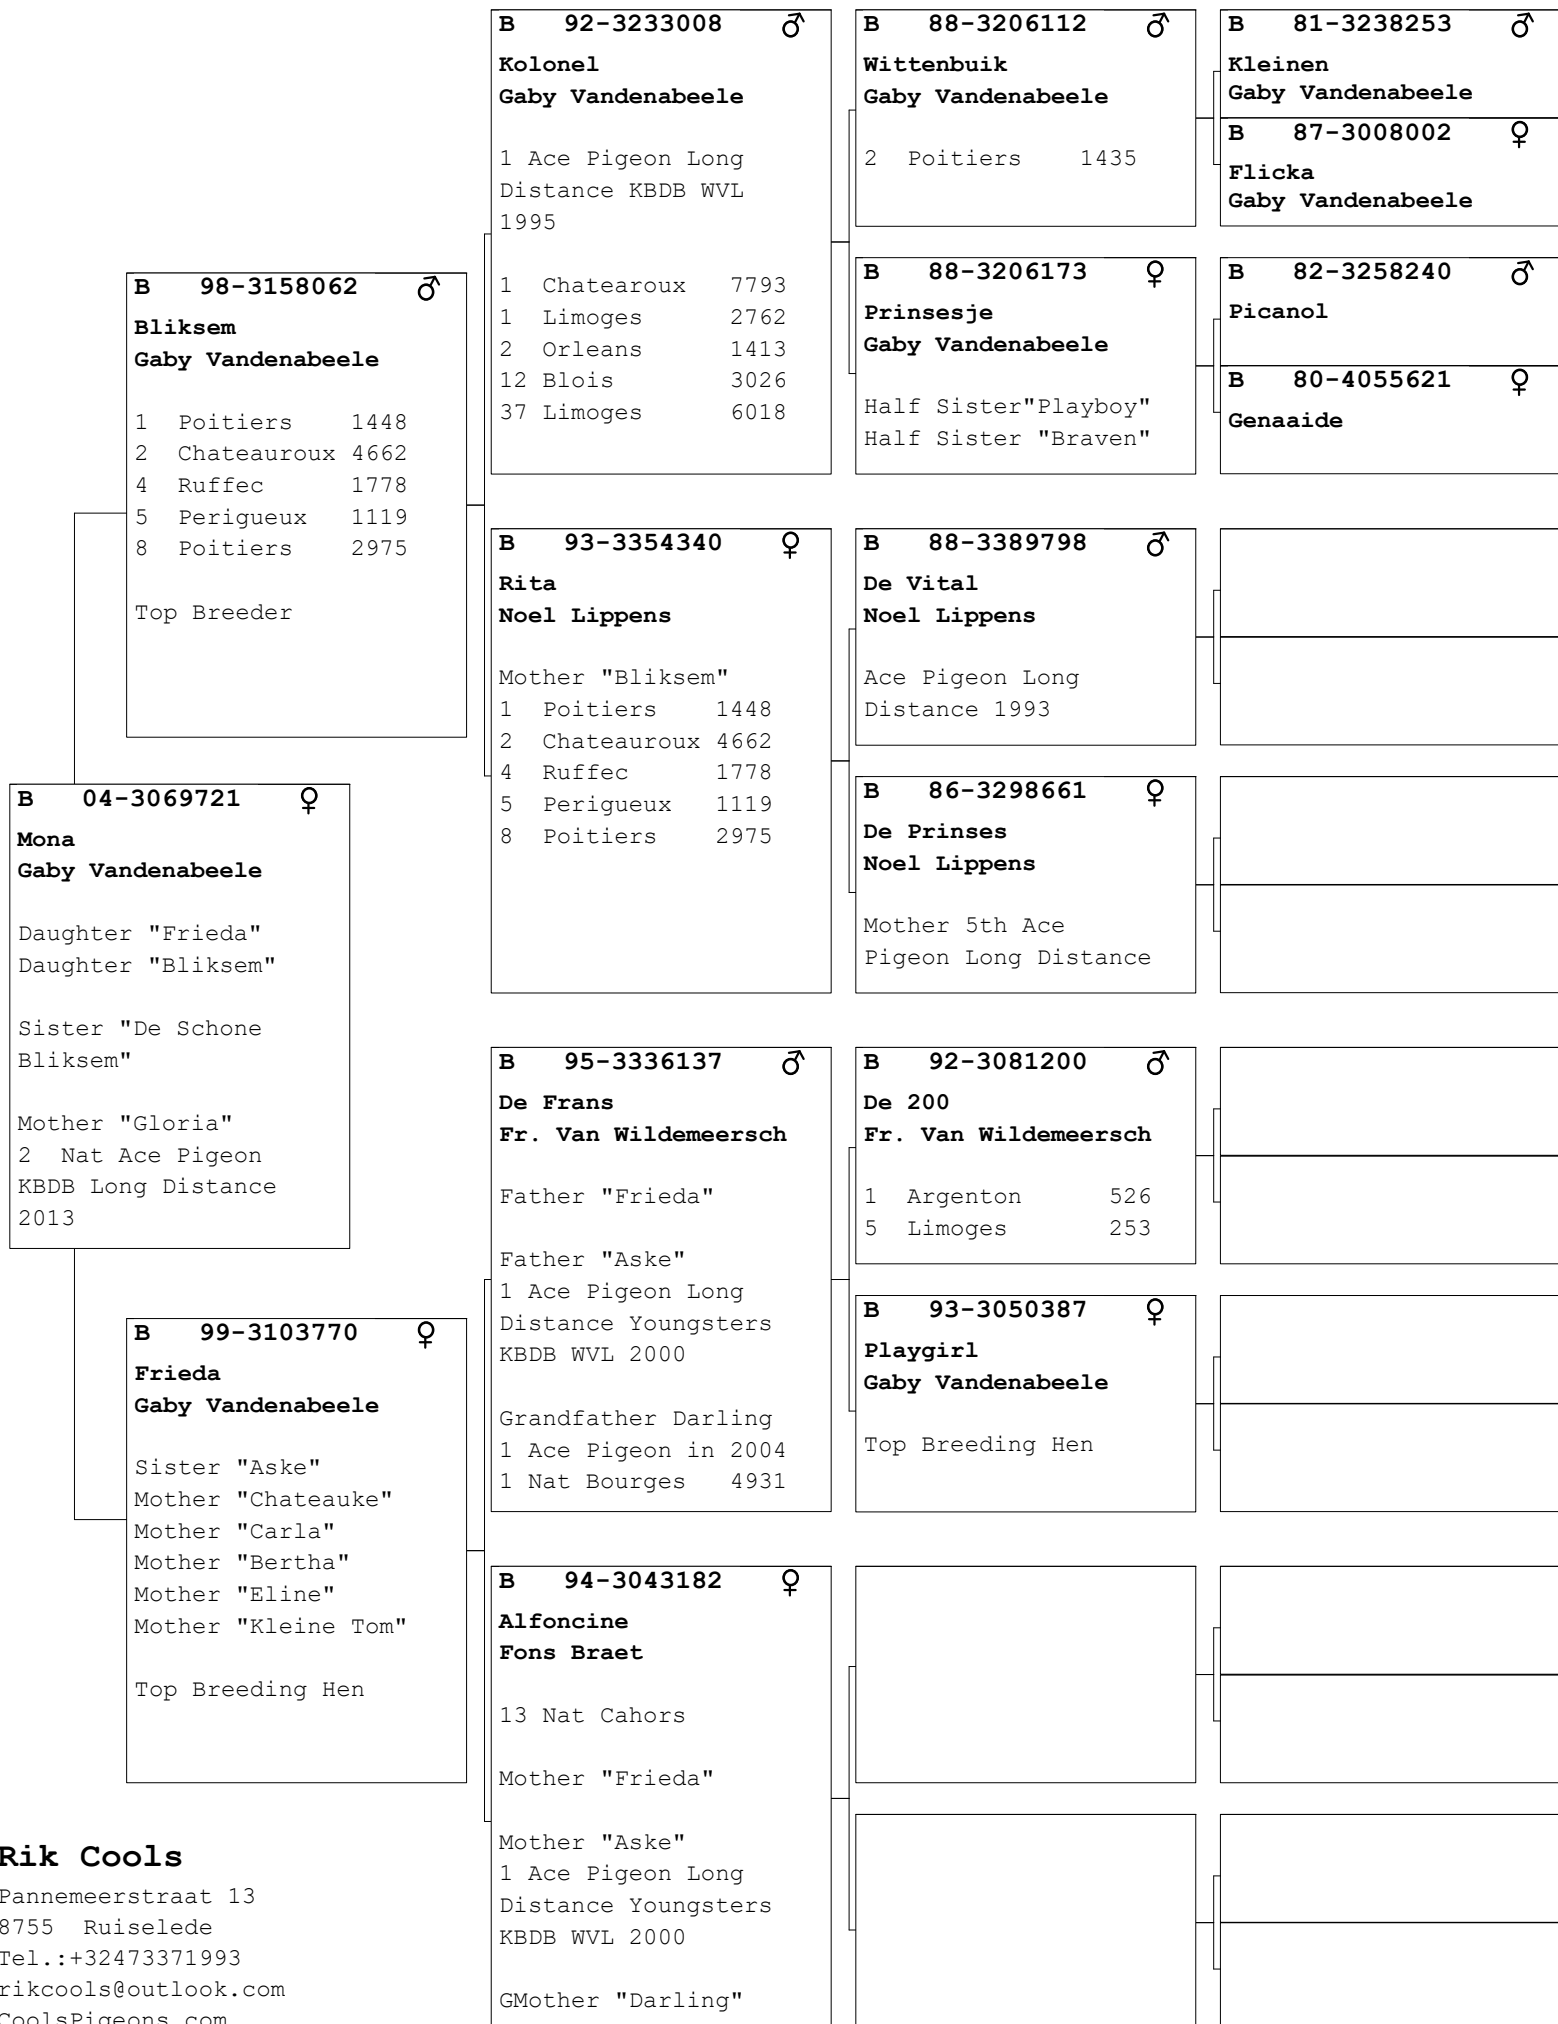 B 04-3069721 ♀
Mona
Gaby Vandenabeele
Daughter "Frieda"
Daughter "Bliksem"
Sister "De Schone
Bliksem"
Mother "Gloria"
2 Nat Ace Pigeon
KBDB Long Distance
2013
B 98-3158062 ♂
Bliksem
Gaby Vandenabeele
1 Poitiers 1448
2 Chateauroux 4662
4 Ruffec 1778
5 Perigueux 1119
8 Poitiers 2975
Top Breeder
B 99-3103770 ♀
Frieda
Gaby Vandenabeele
Sister "Aske"
Mother "Chateauke"
Mother "Carla"
Mother "Bertha"
Mother "Eline"
Mother "Kleine Tom"
Top Breeding Hen
B 92-3233008 ♂
Kolonel
Gaby Vandenabeele
1 Ace Pigeon Long
Distance KBDB WVL
1995
1 Chatearoux 7793
1 Limoges 2762
2 Orleans 1413
12 Blois 3026
37 Limoges 6018
B 93-3354340 ♀
Rita
Noel Lippens
Mother "Bliksem"
1 Poitiers 1448
2 Chateauroux 4662
4 Ruffec 1778
5 Perigueux 1119
8 Poitiers 2975
B 95-3336137 ♂
De Frans
Fr. Van Wildemeersch
Father "Frieda"
Father "Aske"
1 Ace Pigeon Long
Distance Youngsters
KBDB WVL 2000
Grandfather Darling
1 Ace Pigeon in 2004
1 Nat Bourges 4931
B 94-3043182 ♀
Alfoncine
Fons Braet
13 Nat Cahors
Mother "Frieda"
Mother "Aske"
1 Ace Pigeon Long
Distance Youngsters
KBDB WVL 2000
GMother "Darling"
B 88-3206112 ♂
Wittenbuik
Gaby Vandenabeele
2 Poitiers 1435
B 88-3206173 ♀
Prinsesje
Gaby Vandenabeele
Half Sister"Playboy"
Half Sister "Braven"
B 88-3389798 ♂
De Vital
Noel Lippens
Ace Pigeon Long
Distance 1993
B 86-3298661 ♀
De Prinses
Noel Lippens
Mother 5th Ace
Pigeon Long Distance
B 92-3081200 ♂
De 200
Fr. Van Wildemeersch
1 Argenton 526
5 Limoges 253
B 93-3050387 ♀
Playgirl
Gaby Vandenabeele
Top Breeding Hen
B 81-3238253 ♂
Kleinen
Gaby Vandenabeele
B 87-3008002 ♀
Flicka
Gaby Vandenabeele
B 82-3258240 ♂
Picanol
B 80-4055621 ♀
Genaaide
Rik Cools
Pannemeerstraat 13
8755 Ruiselede
Tel.:+32473371993
rikcools@outlook.com
CoolsPigeons.com